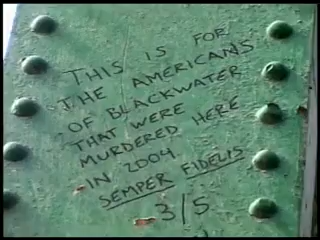 THIS IS FOR
THE AMERICANS
OF BLACKWATER
THAT WERE
MURDERED HERE
IN 2004
SEMPER FIDELIS
3/5